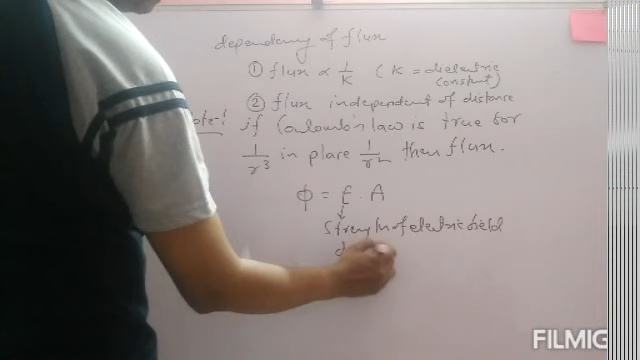 dependency of flux
① flux ∝ 1/K ( K = dielectric constant)
② flux independent of distance
ote-1 if Coulomb's law is true for
1/r³ in place 1/r² then flux.
ϕ = E . A
↓
Strength of electric field
d
FILMIG